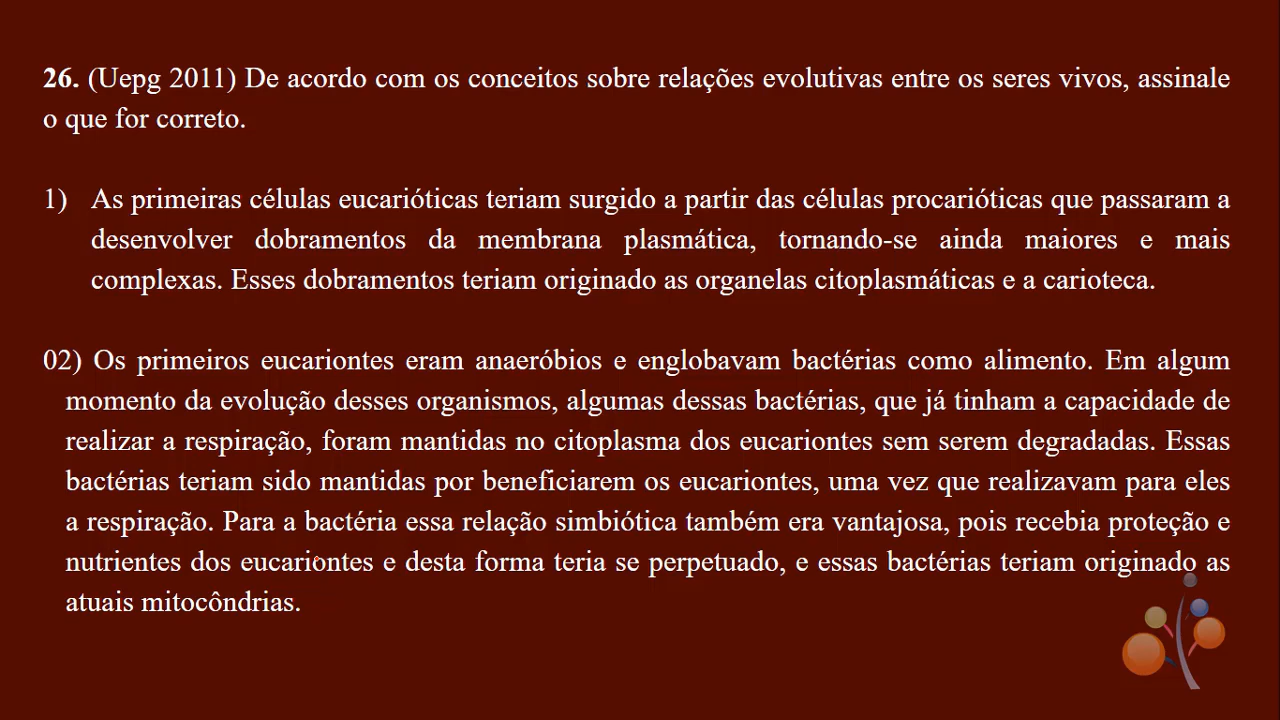 26. (Uepg 2011) De acordo com os conceitos sobre relações evolutivas entre os seres vivos, assinale
o que for correto.
1) As primeiras células eucarióticas teriam surgido a partir das células procarióticas que passaram a
desenvolver dobramentos da membrana plasmática, tornando-se ainda maiores e mais
complexas. Esses dobramentos teriam originado as organelas citoplasmáticas e a carioteca.
02) Os primeiros eucariontes eram anaeróbios e englobavam bactérias como alimento. Em algum
momento da evolução desses organismos, algumas dessas bactérias, que já tinham a capacidade de
realizar a respiração, foram mantidas no citoplasma dos eucariontes sem serem degradadas. Essas
bactérias teriam sido mantidas por beneficiarem os eucariontes, uma vez que realizavam para eles
a respiração. Para a bactéria essa relação simbiótica também era vantajosa, pois recebia proteção e
nutrientes dos eucariontes e desta forma teria se perpetuado, e essas bactérias teriam originado as
atuais mitocôndrias.